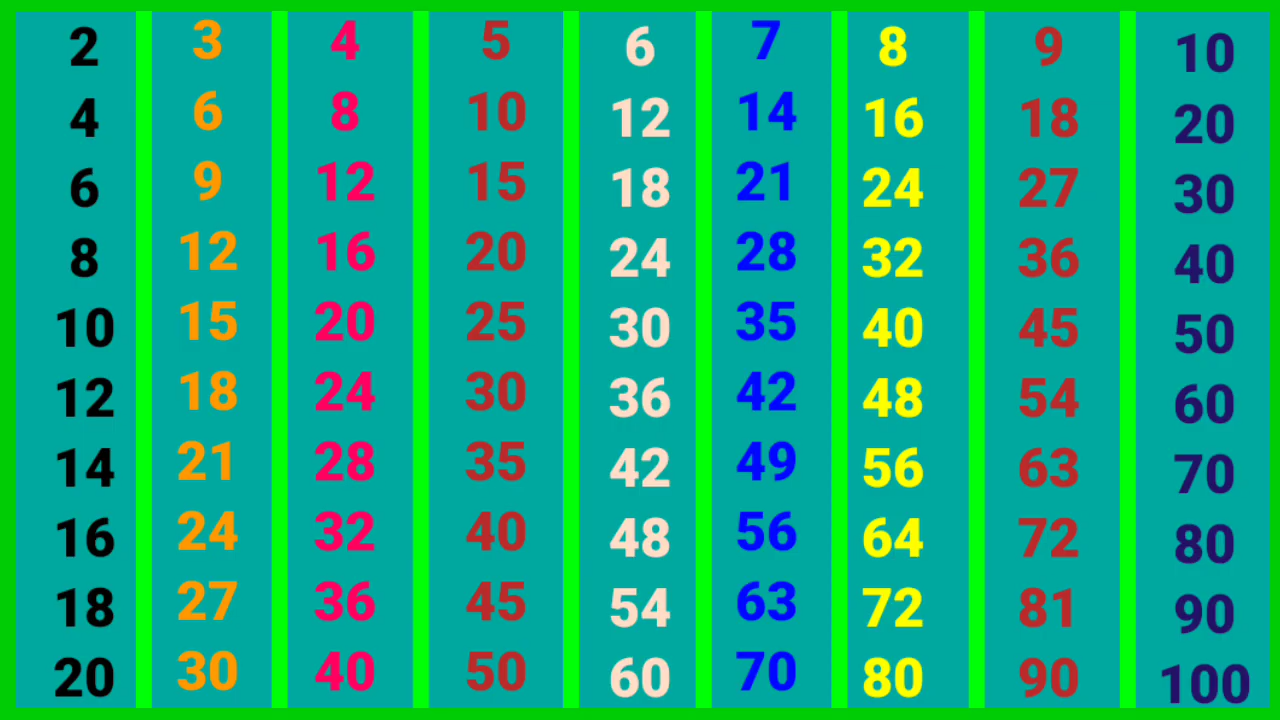 2 3 4 5 6 7 8 9 10
4 6 8 10 12 14 16 18 20
6 9 12 15 18 21 24 27 30
8 12 16 20 24 28 32 36 40
10 15 20 25 30 35 40 45 50
12 18 24 30 36 42 48 54 60
14 21 28 35 42 49 56 63 70
16 24 32 40 48 56 64 72 80
18 27 36 45 54 63 72 81 90
20 30 40 50 60 70 80 90 100